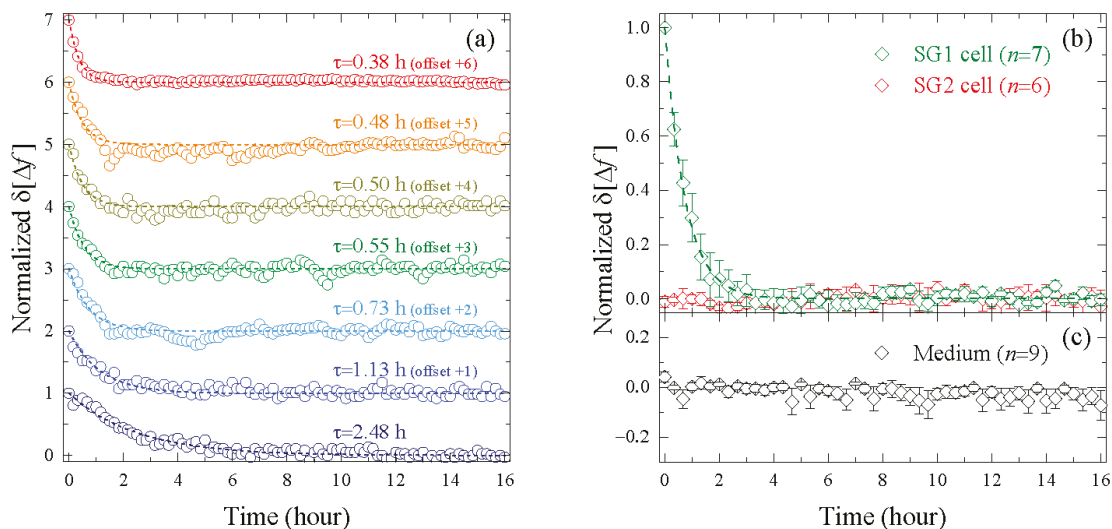 (a)
Normalized δ[Δf]
7
6
5
4
3
2
1
0
τ=0.38 h (offset +6)
τ=0.48 h (offset +5)
τ=0.50 h (offset +4)
τ=0.55 h (offset +3)
τ=0.73 h (offset +2)
τ=1.13 h (offset +1)
τ=2.48 h
0 2 4 6 8 10 12 14 16
Time (hour)
(b)
Normalized δ[Δf]
1.0
0.8
0.6
0.4
0.2
0.0
SG1 cell (n=7)
SG2 cell (n=6)
(c)
0.2
0.0
−0.2
Medium (n=9)
0 2 4 6 8 10 12 14 16
Time (hour)